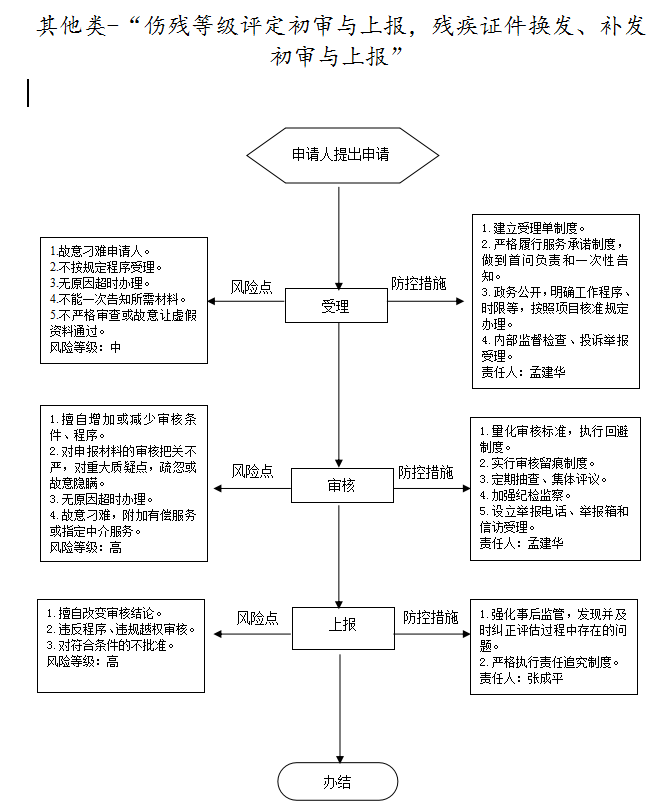 其他类-“伤残等级评定初审与上报，残疾证件换发、补发
初审与上报”
申请人提出申请
1.故意刁难申请人。
2.不按规定程序受理。
3.无原因超时办理。
4.不能一次告知所需材料。
5.不严格审查或故意让虚假
资料通过。
风险等级：中
风险点
受理
防控措施
1.建立受理单制度。
2.严格履行服务承诺制度，
做到首问负责和一次性告
知。
3.政务公开，明确工作程序、
时限等，按照项目核准规定
办理。
4.内部监督检查、投诉举报
受理。
责任人：孟建华
1.擅自增加或减少审核条
件、程序。
2.对申报材料的审核把关不
严，对重大质疑点，疏忽或
故意隐瞒。
3.无原因超时办理。
4.故意刁难，附加有偿服务
或指定中介服务。
风险等级：高
风险点
审核
防控措施
1.量化审核标准，执行回避
制度。
2.实行审核留痕制度。
3.定期抽查、集体评议。
4.加强纪检监察。
5.设立举报电话、举报箱和
信访受理。
责任人：孟建华
1.擅自改变审核结论。
2.违反程序、违规越权审核。
3.对符合条件的不批准。
风险等级：高
风险点
上报
防控措施
1.强化事后监管，发现并及
时纠正评估过程中存在的问
题。
2.严格执行责任追究制度。
责任人：张成平
办结